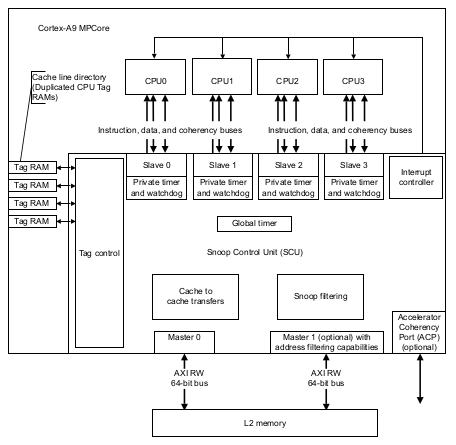 Cortex-A9 MPCore
Cache line directory
(Duplicated CPU Tag
RAMs)
CPU0
CPU1
CPU2
CPU3
Instruction, data, and coherency buses
Instruction, data, and coherency buses
Tag RAM
Tag RAM
Tag RAM
Tag RAM
Tag control
Slave 0
Private timer
and watchdog
Slave 1
Private timer
and watchdog
Slave 2
Private timer
and watchdog
Slave 3
Private timer
and watchdog
Interrupt
controller
Global timer
Snoop Control Unit (SCU)
Cache to
cache transfers
Snoop filtering
Master 0
Master 1 (optional) with
address filtering capabilities
Accelerator
Coherency
Port (ACP)
(optional)
AXI RW
64-bit bus
AXI RW
64-bit bus
L2 memory